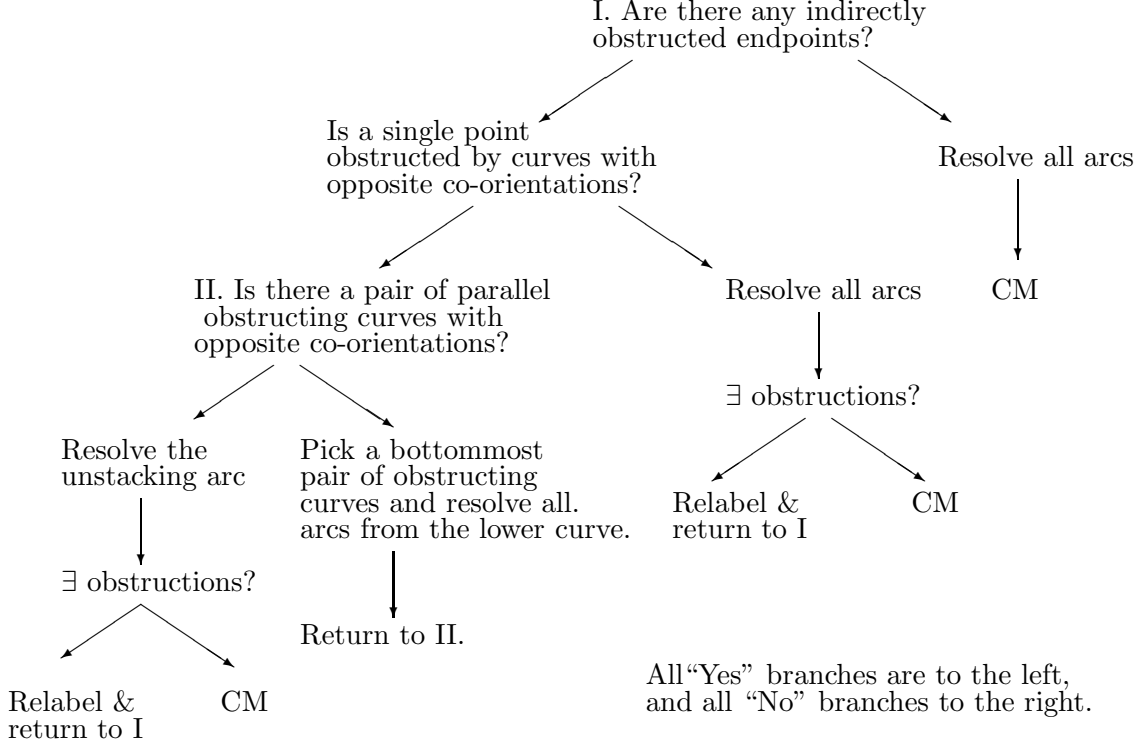 I. Are there any indirectly
obstructed endpoints?
Is a single point
obstructed by curves with
opposite co-orientations?
Resolve all arcs
CM
II. Is there a pair of parallel
obstructing curves with
opposite co-orientations?
Resolve all arcs
∃ obstructions?
Relabel &
return to I
CM
Resolve the
unstacking arc
∃ obstructions?
Relabel &
return to I
CM
Pick a bottommost
pair of obstructing
curves and resolve all.
arcs from the lower curve.
Return to II.
All“Yes” branches are to the left,
and all “No” branches to the right.